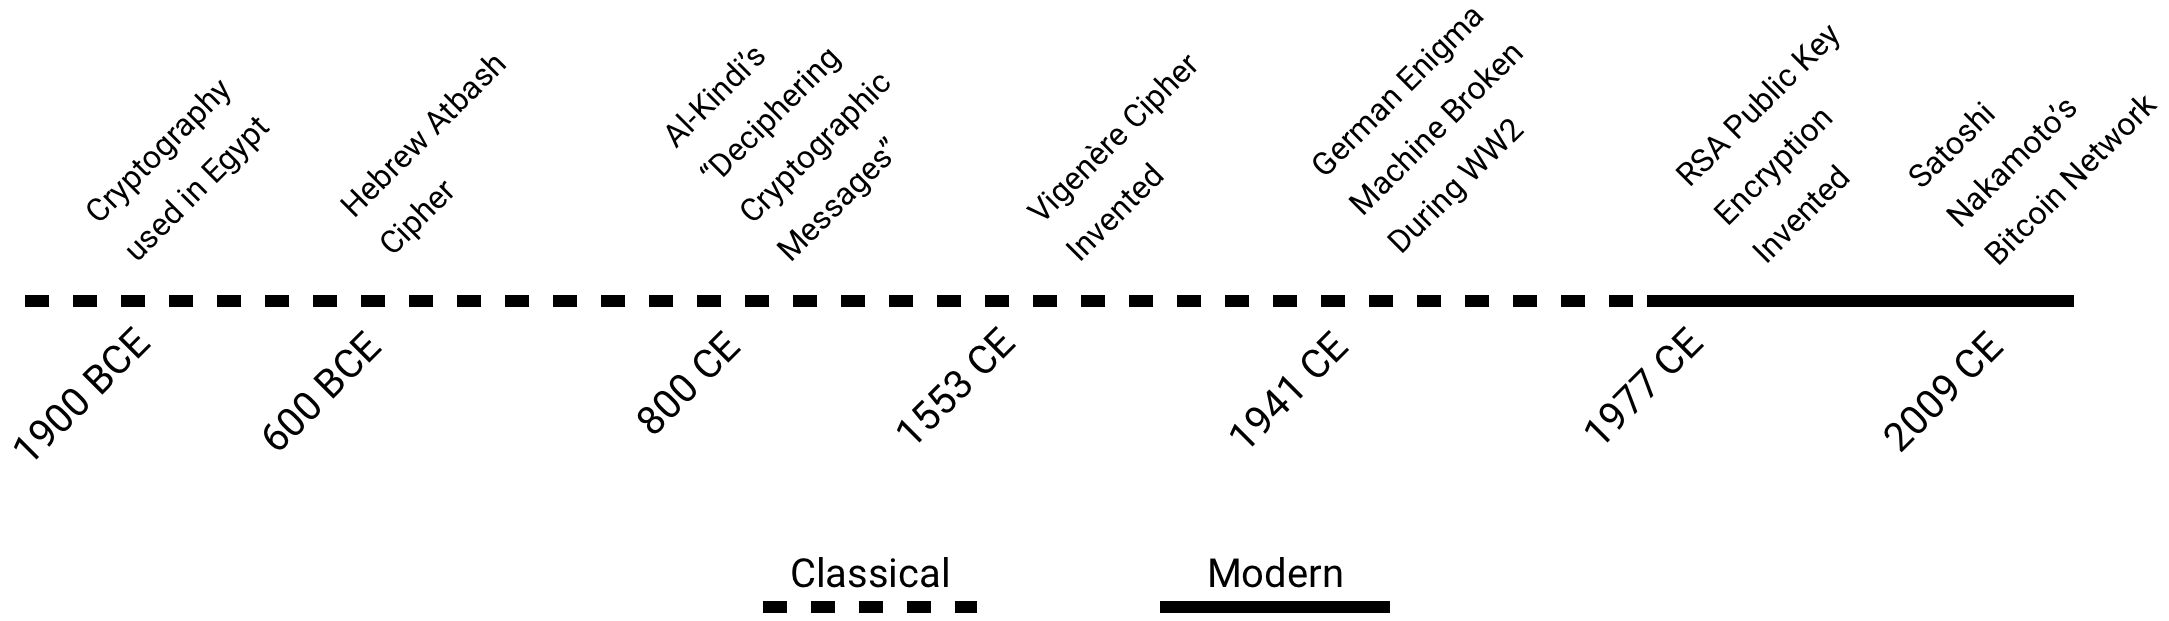 Cryptography
used in Egypt
Hebrew Atbash
Cipher
Al-Kindi’s
“Deciphering
Cryptographic
Messages”
Vigenère Cipher
Invented
German Enigma
Machine Broken
During WW2
RSA Public Key
Encryption
Invented
Satoshi
Nakamoto’s
Bitcoin Network
1900 BCE
600 BCE
800 CE
1553 CE
1941 CE
1977 CE
2009 CE
Classical
Modern